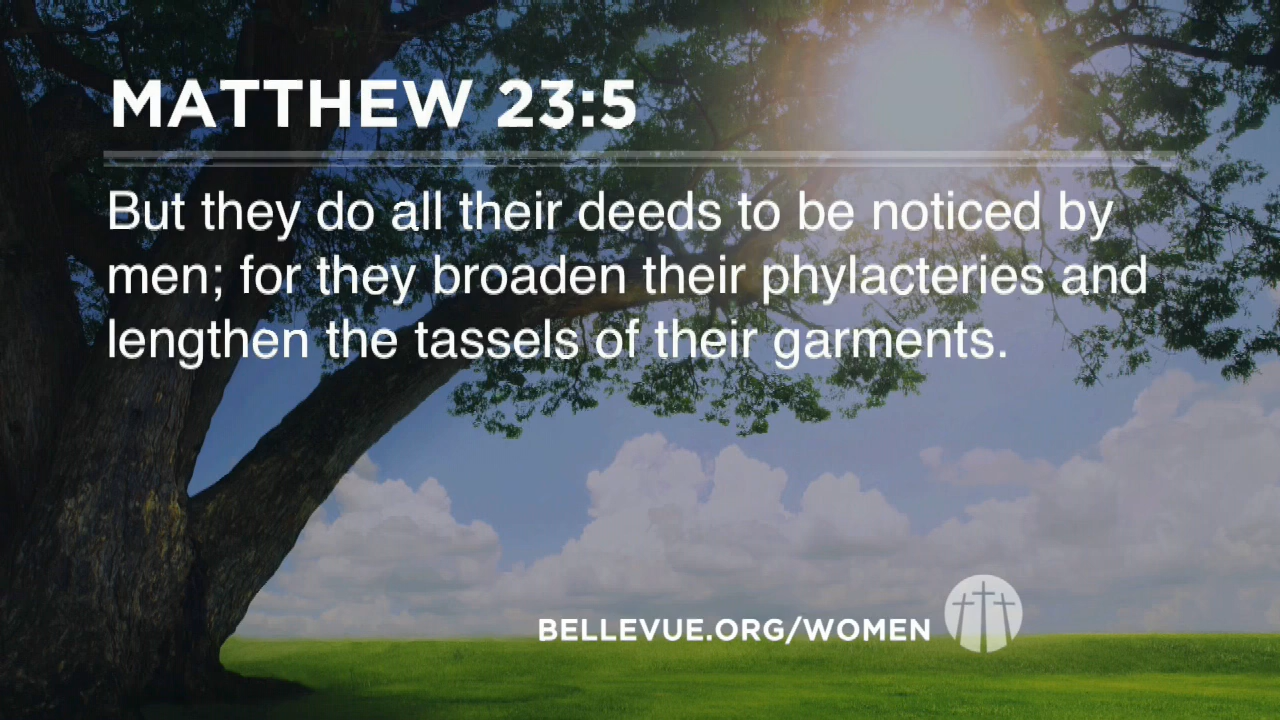 MATTHEW 23:5
But they do all their deeds to be noticed by
men; for they broaden their phylacteries and
lengthen the tassels of their garments.
BELLEVUE.ORG/WOMEN